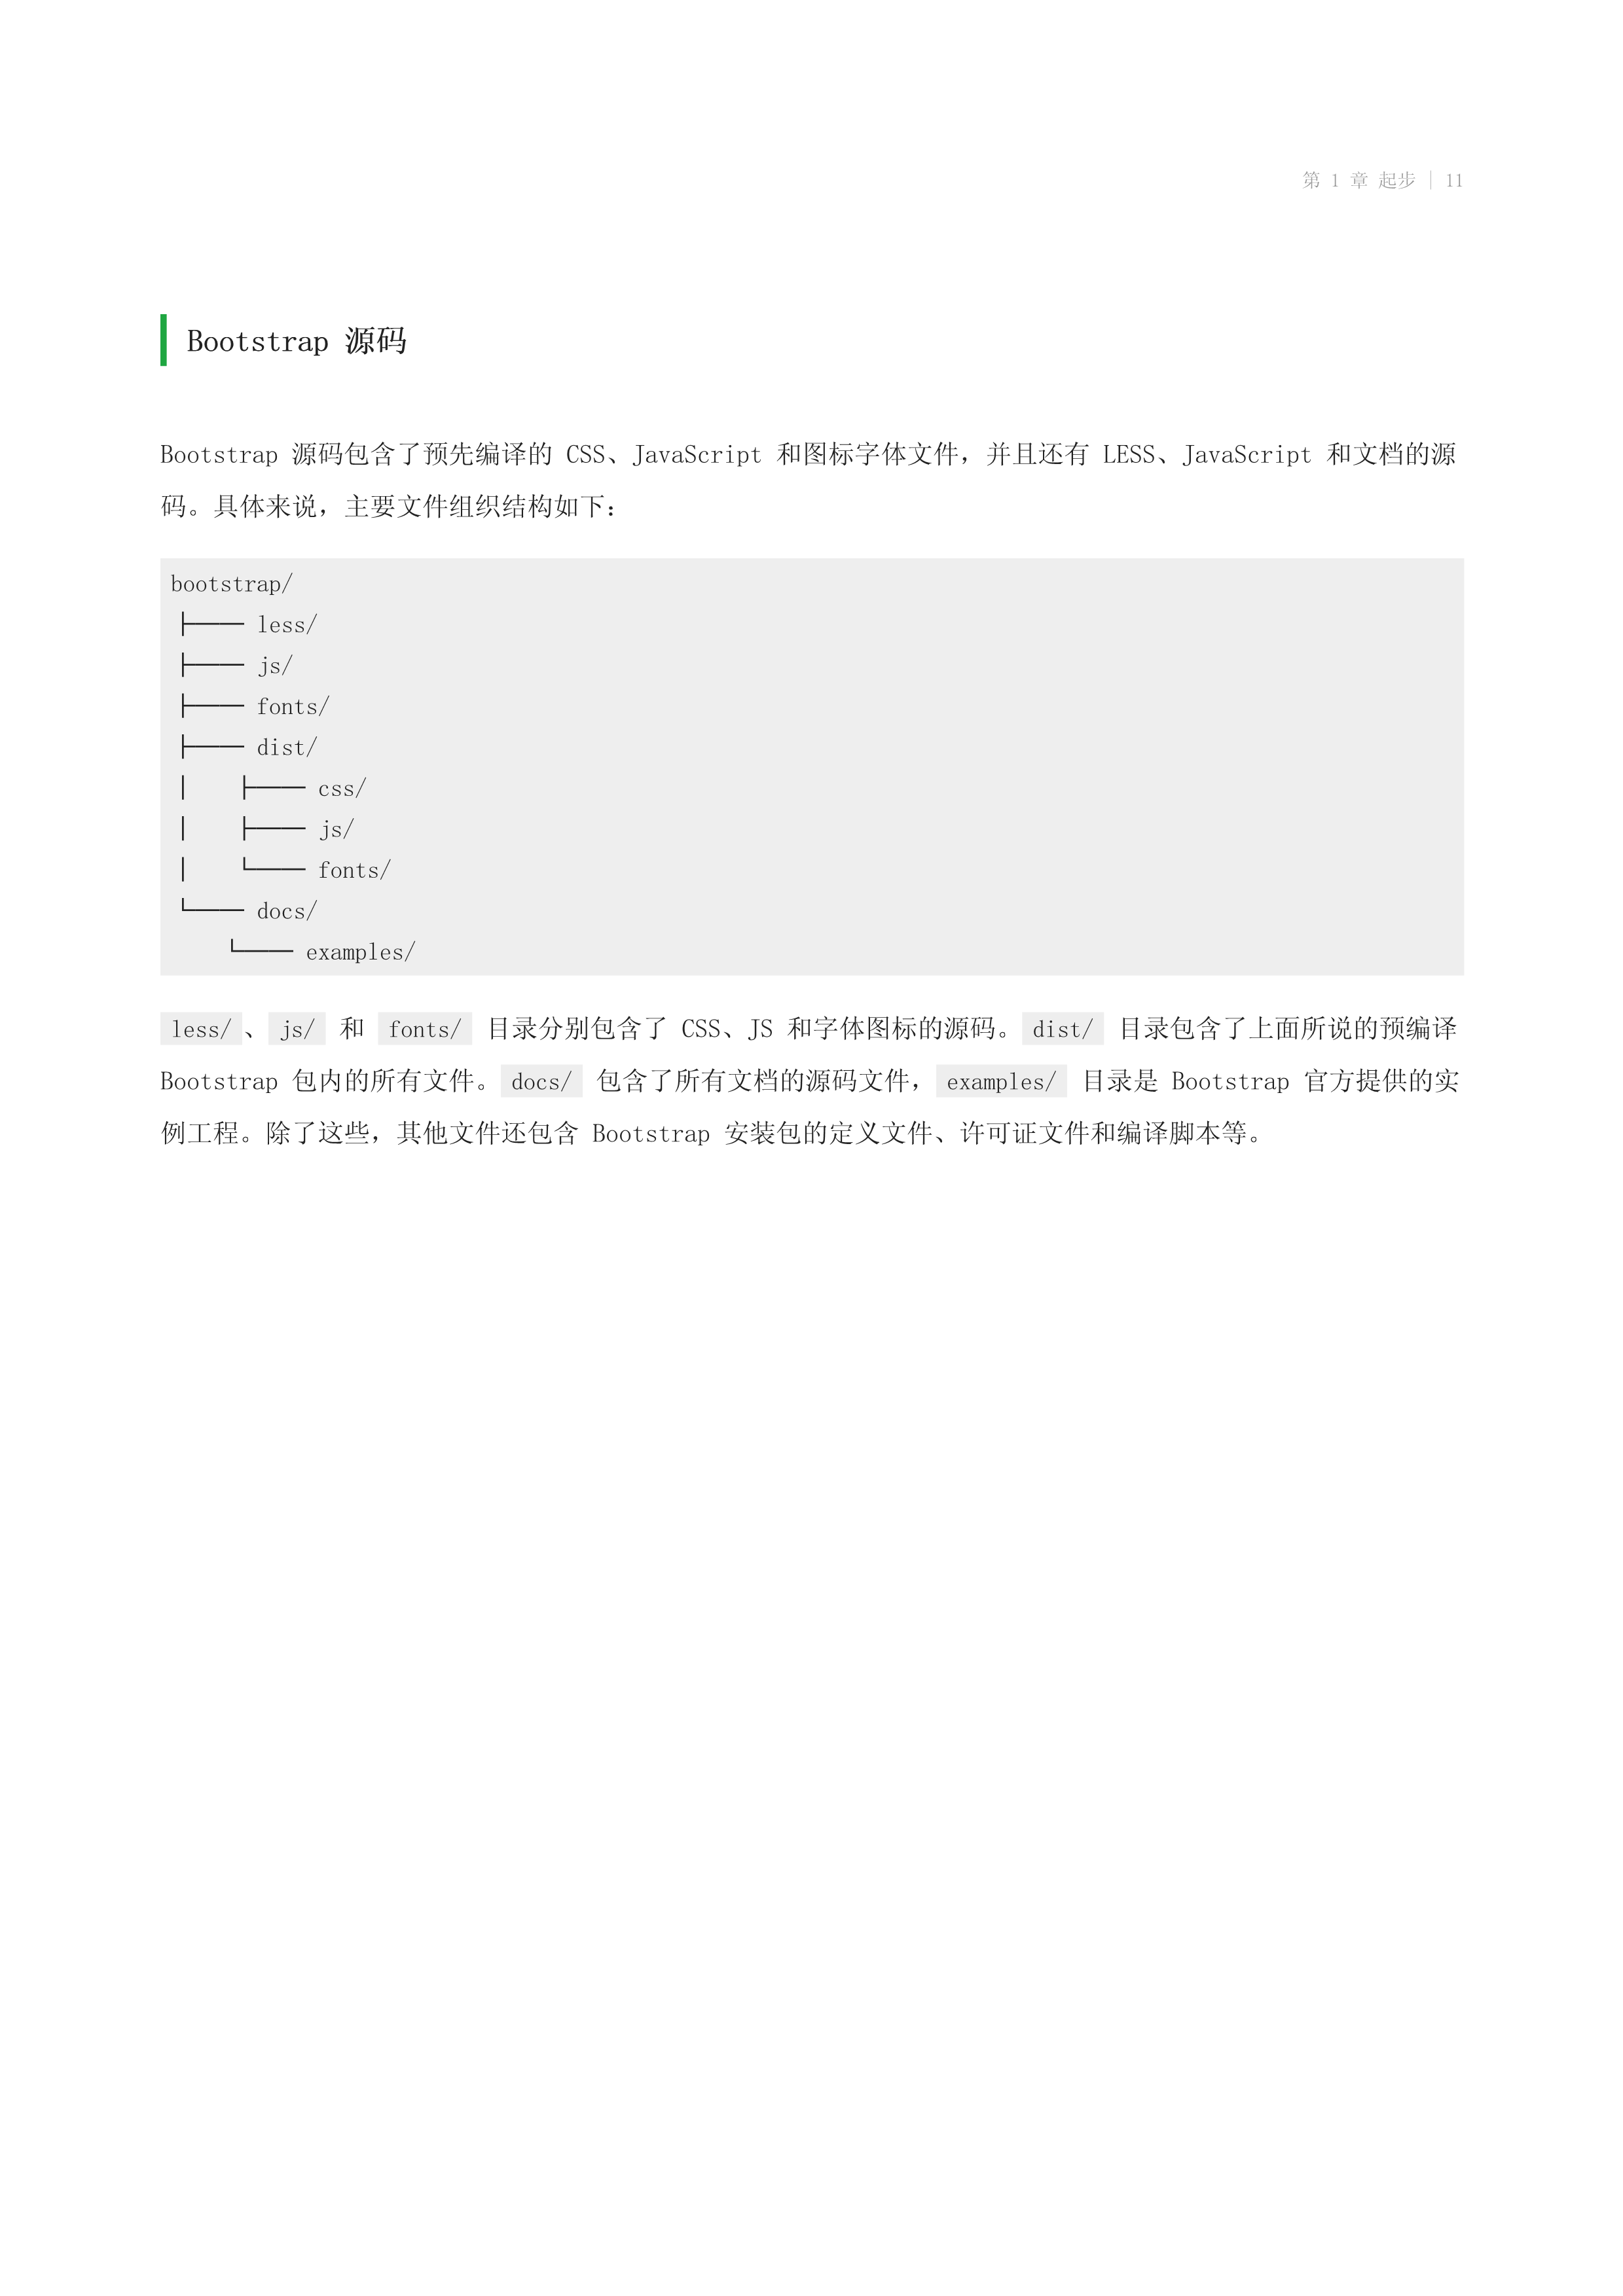 第 1 章 起步 | 11
Bootstrap 源码
Bootstrap 源码包含了预先编译的 CSS、JavaScript 和图标字体文件，并且还有 LESS、JavaScript 和文档的源
码。具体来说，主要文件组织结构如下：
bootstrap/
├── less/
├── js/
├── fonts/
├── dist/
│   ├── css/
│   ├── js/
│   └── fonts/
└── docs/
    └── examples/
less/ 、 js/ 和 fonts/ 目录分别包含了 CSS、JS 和字体图标的源码。 dist/ 目录包含了上面所说的预编译
Bootstrap 包内的所有文件。 docs/ 包含了所有文档的源码文件， examples/ 目录是 Bootstrap 官方提供的实
例工程。除了这些，其他文件还包含 Bootstrap 安装包的定义文件、许可证文件和编译脚本等。